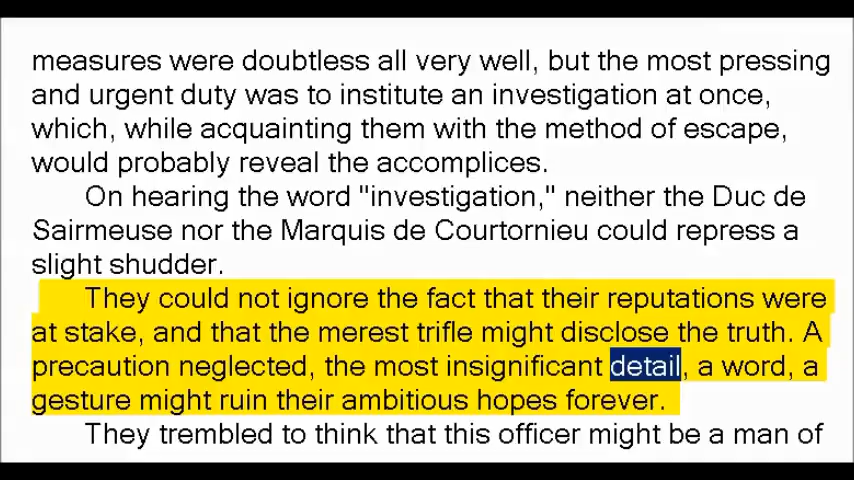 measures were doubtless all very well, but the most pressing
and urgent duty was to institute an investigation at once,
which, while acquainting them with the method of escape,
would probably reveal the accomplices.
On hearing the word "investigation," neither the Duc de
Sairmeuse nor the Marquis de Courtornieu could repress a
slight shudder.
They could not ignore the fact that their reputations were
at stake, and that the merest trifle might disclose the truth. A
precaution neglected, the most insignificant detail, a word, a
gesture might ruin their ambitious hopes forever.
They trembled to think that this officer might be a man of